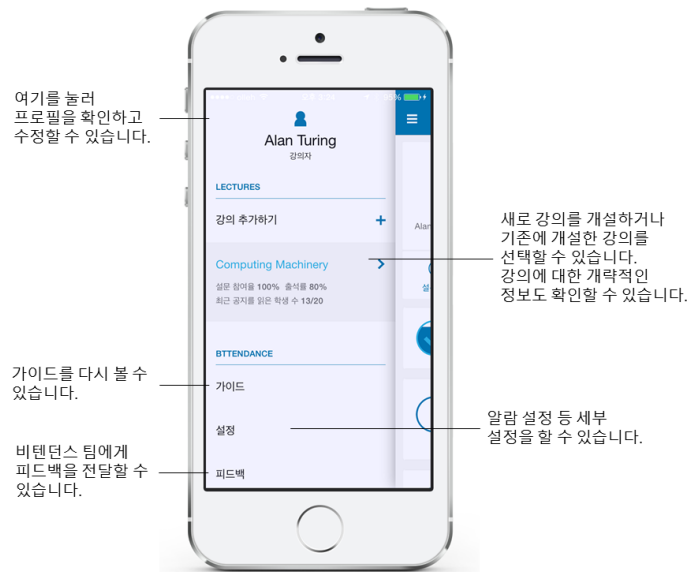 여기를 눌러
프로필을 확인하고
수정할 수 있습니다.
Alan Turing
강의자
LECTURES
강의 추가하기
Computing Machinery
설문 참여율 100% 출석률 80%
최근 공지를 읽은 학생 수 13/20
BTTENDANCE
가이드
설정
피드백
Alan
설
새로 강의를 개설하거나
기존에 개설한 강의를
선택할 수 있습니다.
강의에 대한 개략적인
정보도 확인할 수 있습니다.
가이드를 다시 볼 수
있습니다.
알람 설정 등 세부
설정을 할 수 있습니다.
비텐던스 팀에게
피드백을 전달할 수
있습니다.